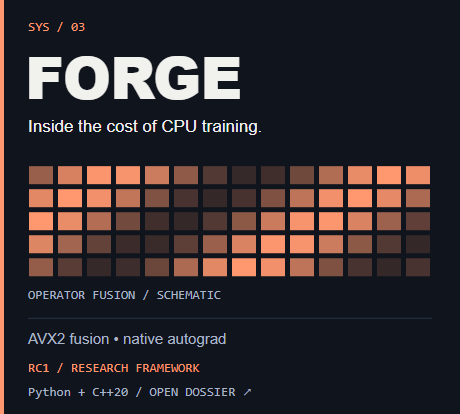 SYS / 03
FORGE
Inside the cost of CPU training.
OPERATOR FUSION / SCHEMATIC
AVX2 fusion • native autograd
RC1 / RESEARCH FRAMEWORK
Python + C++20 / OPEN DOSSIER ↗